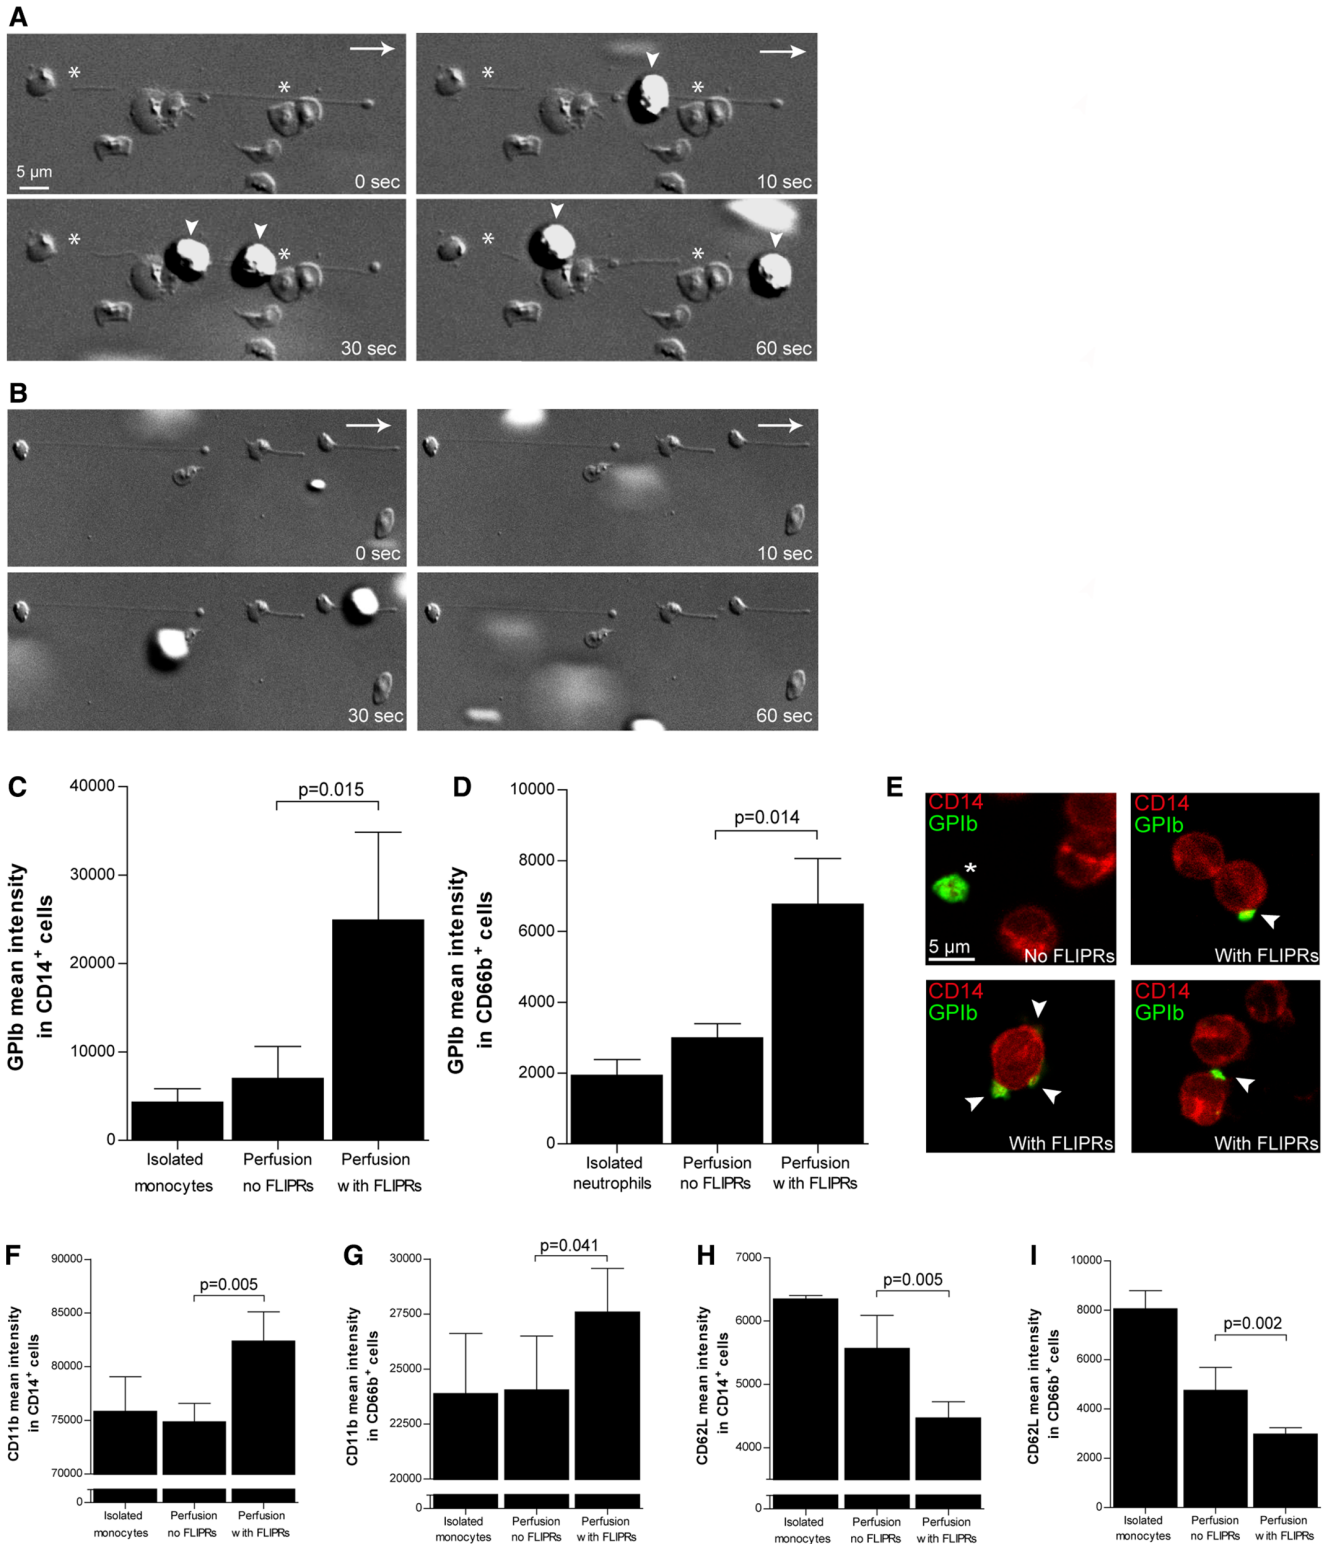 A
*
*
5 µm
0 sec
*
*
10 sec
*
*
30 sec
*
*
60 sec
B
0 sec
10 sec
30 sec
60 sec
C
GPIb mean intensity
in CD14+ cells
40000
30000
20000
10000
0
p=0.015
Isolated
monocytes
Perfusion
no FLIPRs
Perfusion
with FLIPRs
D
GPIb mean intensity
in CD66b+ cells
10000
8000
6000
4000
2000
0
p=0.014
Isolated
neutrophils
Perfusion
no FLIPRs
Perfusion
with FLIPRs
E
CD14
GPIb
*
5 µm
No FLIPRs
CD14
GPIb
With FLIPRs
CD14
GPIb
With FLIPRs
CD14
GPIb
With FLIPRs
F
CD11b mean intensity
in CD14+ cells
90000
85000
80000
75000
70000
0
p=0.005
Isolated
monocytes
Perfusion
no FLIPRs
Perfusion
with FLIPRs
G
CD11b mean intensity
in CD66b+ cells
30000
27500
25000
22500
20000
0
p=0.041
Isolated
monocytes
Perfusion
no FLIPRs
Perfusion
with FLIPRs
H
CD62L mean intensity
in CD14+ cells
7000
6000
5000
4000
0
p=0.005
Isolated
monocytes
Perfusion
no FLIPRs
Perfusion
with FLIPRs
I
CD62L mean intensity
in CD66b+ cells
10000
8000
6000
4000
2000
0
p=0.002
Isolated
monocytes
Perfusion
no FLIPRs
Perfusion
with FLIPRs